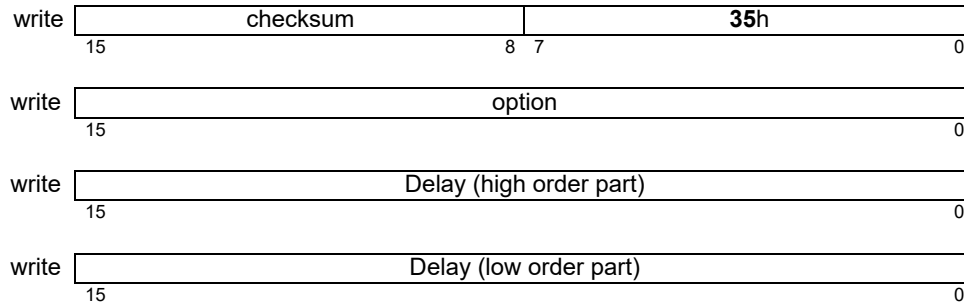 write checksum 35h
15 8 7 0
write option
15 0
write Delay (high order part)
15 0
write Delay (low order part)
15 0